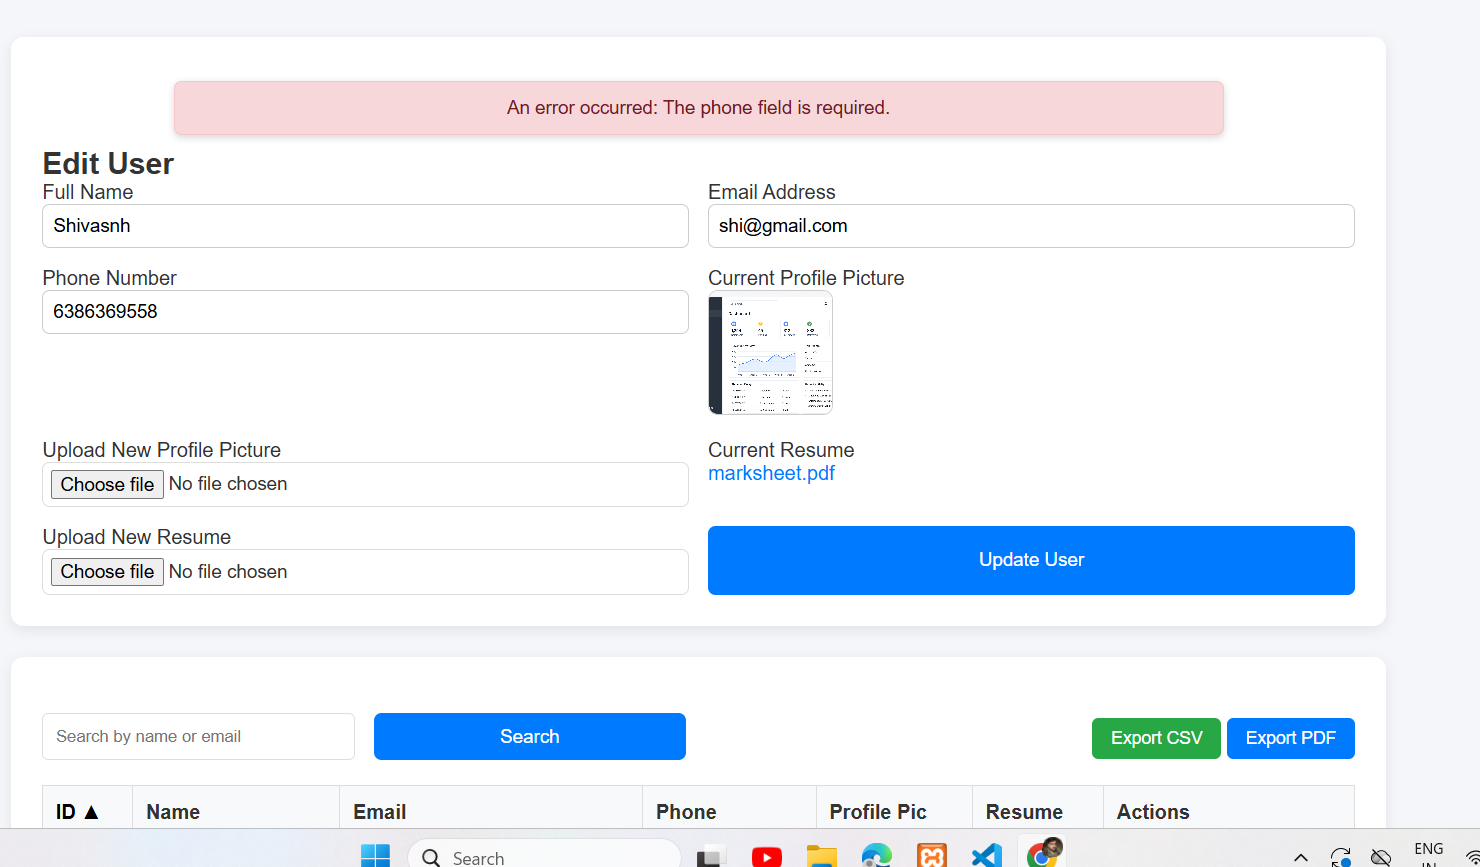 An error occurred: The phone field is required.
Edit User
Full Name
Email Address
Shivasnh
shi@gmail.com
Phone Number
Current Profile Picture
6386369558
Upload New Profile Picture
Current Resume
Choose file No file chosen
marksheet.pdf
Upload New Resume
Choose file No file chosen
Update User
Search by name or email
Search
Export CSV
Export PDF
ID ▲ Name Email Phone Profile Pic Resume Actions
Search
ENG
IN